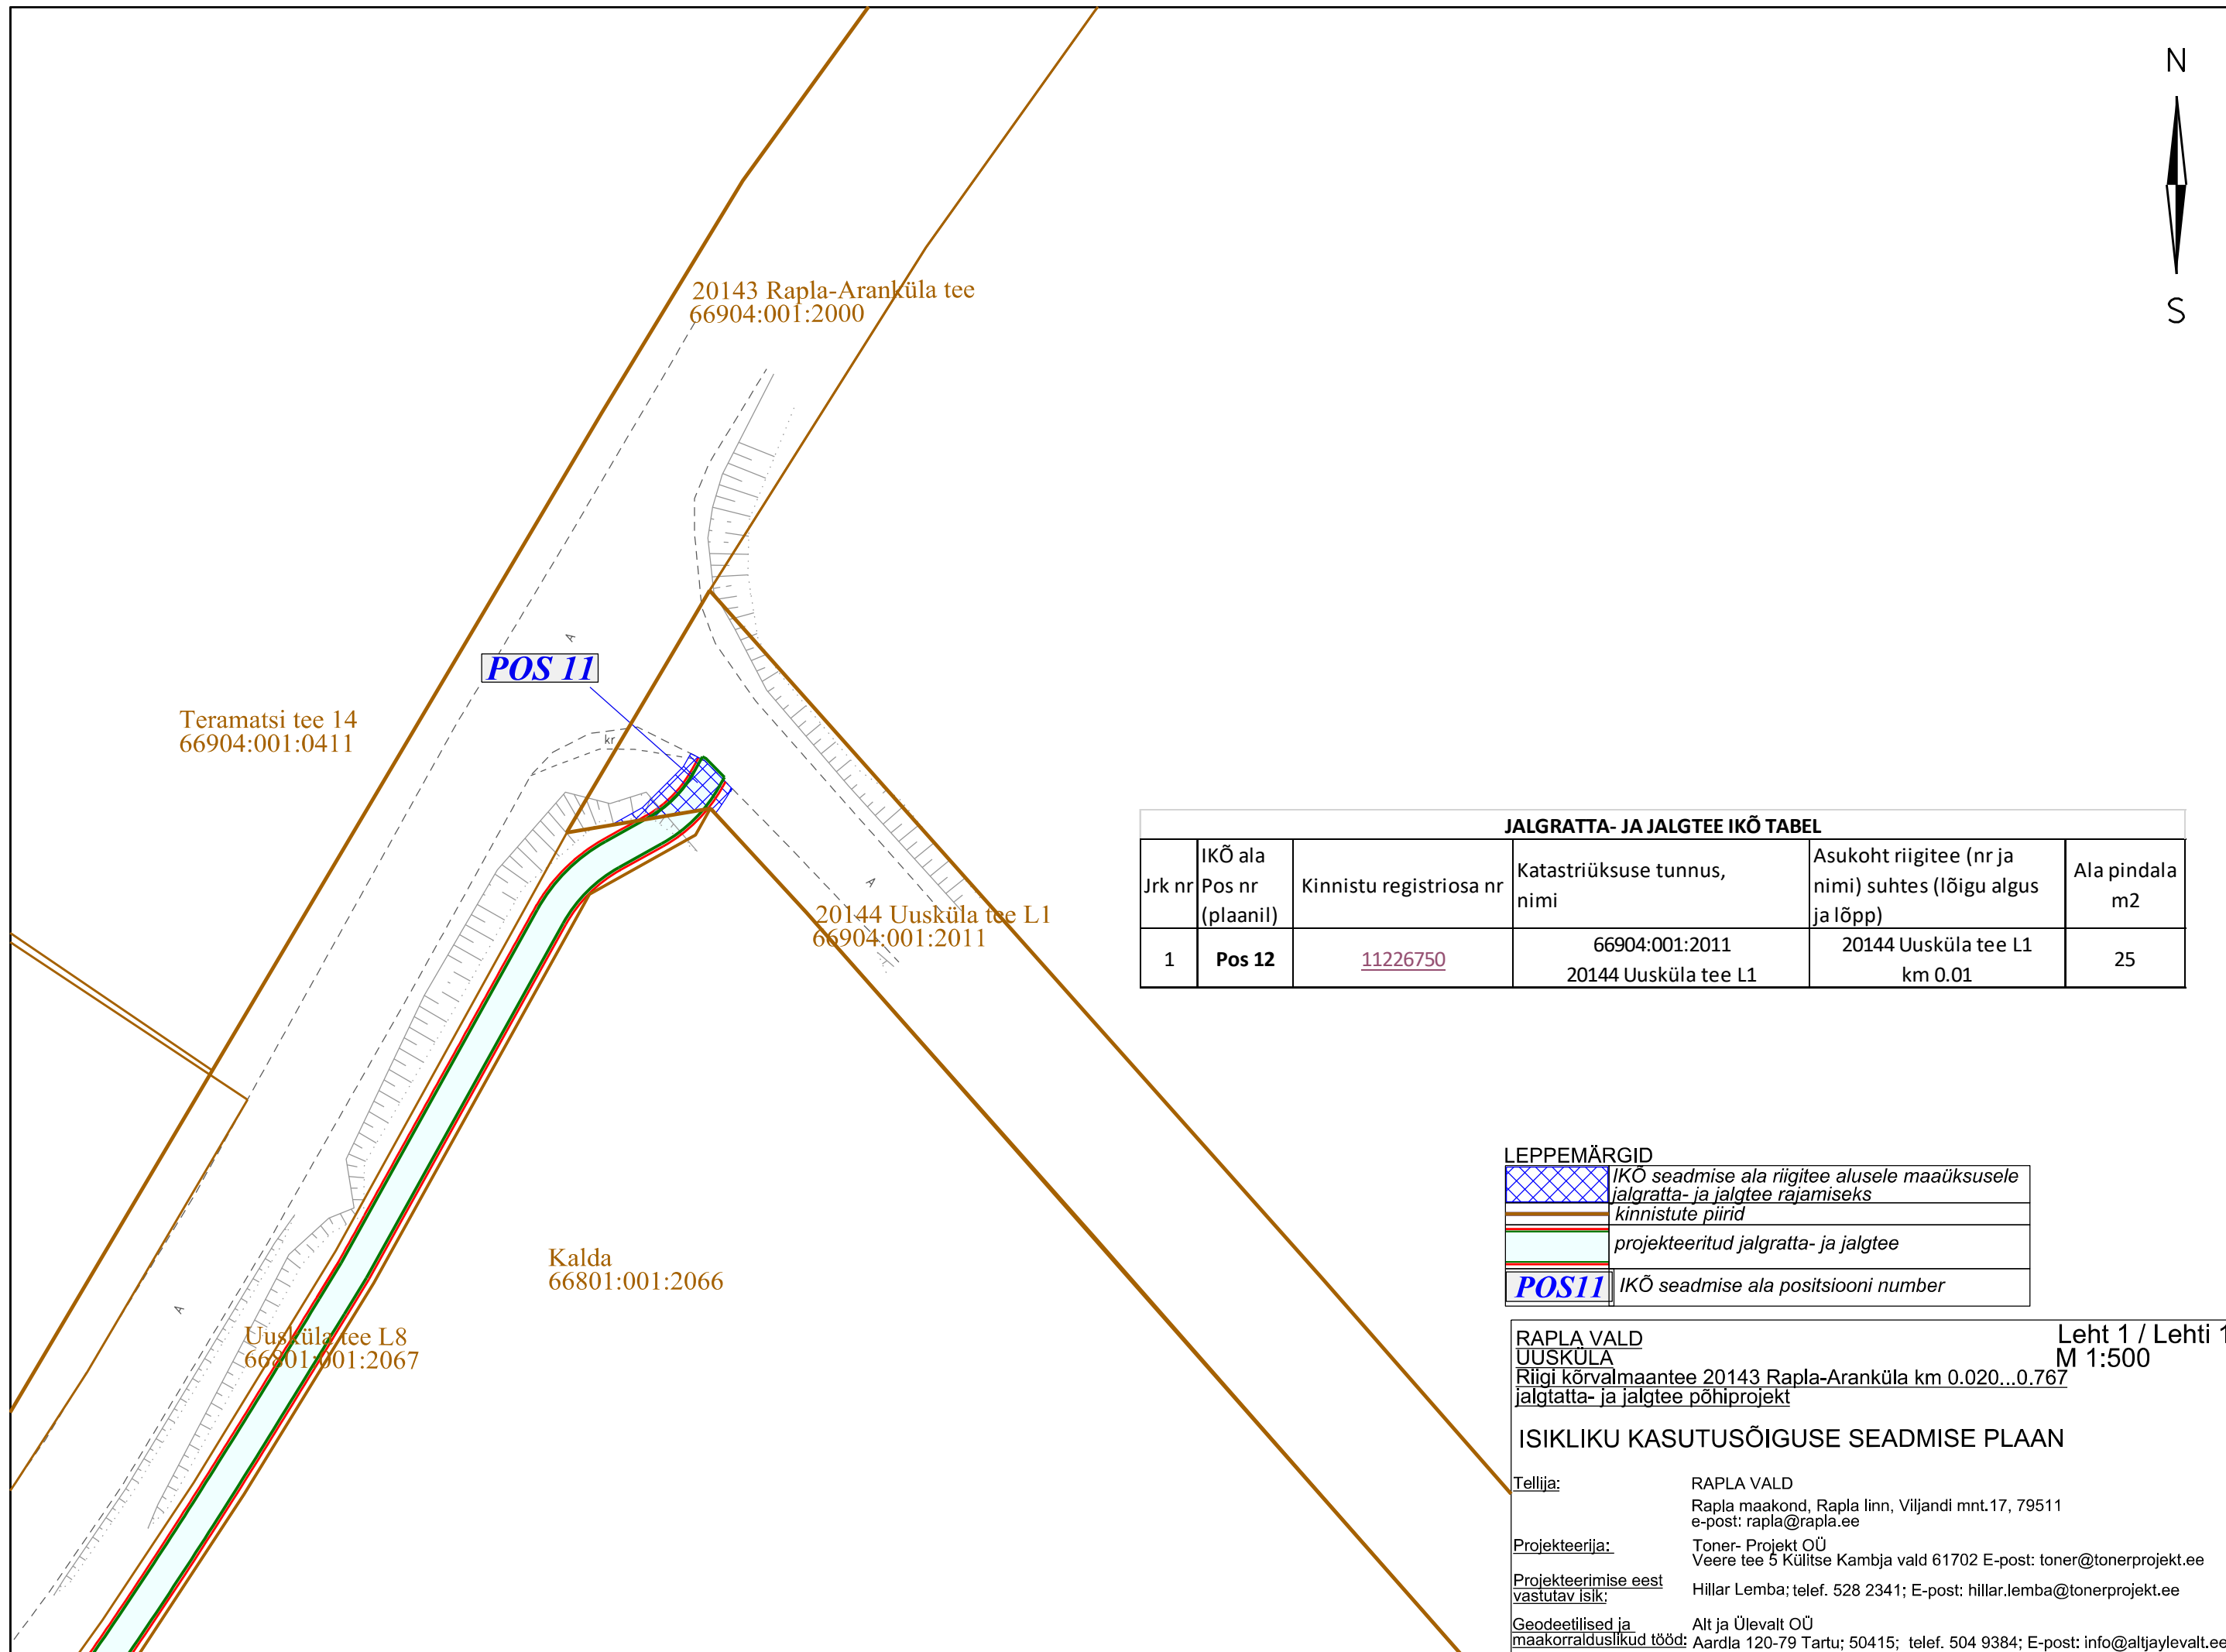 N
S
20143 Rapla-Aranküla tee
66904:001:2000
A
POS 11
Teramatsi tee 14
66904:001:0411
kr
A
20144 Uusküla tee L1
66904:001:2011
JALGRATTA- JA JALGTEE IKÕ TABEL
Jrk nr
IKÕ ala
Pos nr
(plaanil)
Kinnistu registriosa nr
Katastriüksuse tunnus,
nimi
Asukoht riigitee (nr ja
nimi) suhtes (lõigu algus
ja lõpp)
Ala pindala
m2
1
Pos 12
11226750
66904:001:2011
20144 Uusküla tee L1
20144 Uusküla tee L1
km 0.01
25
Kalda
66801:001:2066
A
Uusküla tee L8
66801:001:2067
LEPPEMÄRGID
IKÕ seadmise ala riigitee alusele maaüksusele
jalgratta- ja jalgtee rajamiseks
kinnistute piirid
projekteeritud jalgratta- ja jalgtee
POS11
IKÕ seadmise ala positsiooni number
RAPLA VALD
UUSKÜLA
Leht 1 / Lehti 1
M 1:500
Riigi kõrvalmaantee 20143 Rapla-Aranküla km 0.020...0.767
jalgtatta- ja jalgtee põhiprojekt
ISIKLIKU KASUTUSÕIGUSE SEADMISE PLAAN
Tellija:
RAPLA VALD
Rapla maakond, Rapla linn, Viljandi mnt.17, 79511
e-post: rapla@rapla.ee
Projekteerija:
Toner- Projekt OÜ
Veere tee 5 Külitse Kambja vald 61702 E-post: toner@tonerprojekt.ee
Projekteerimise eest
vastutav isik:
Hillar Lemba; telef. 528 2341; E-post: hillar.lemba@tonerprojekt.ee
Geodeetilised ja
maakorralduslikud tööd:
Alt ja Ülevalt OÜ
Aardla 120-79 Tartu; 50415; telef. 504 9384; E-post: info@altjaylevalt.ee